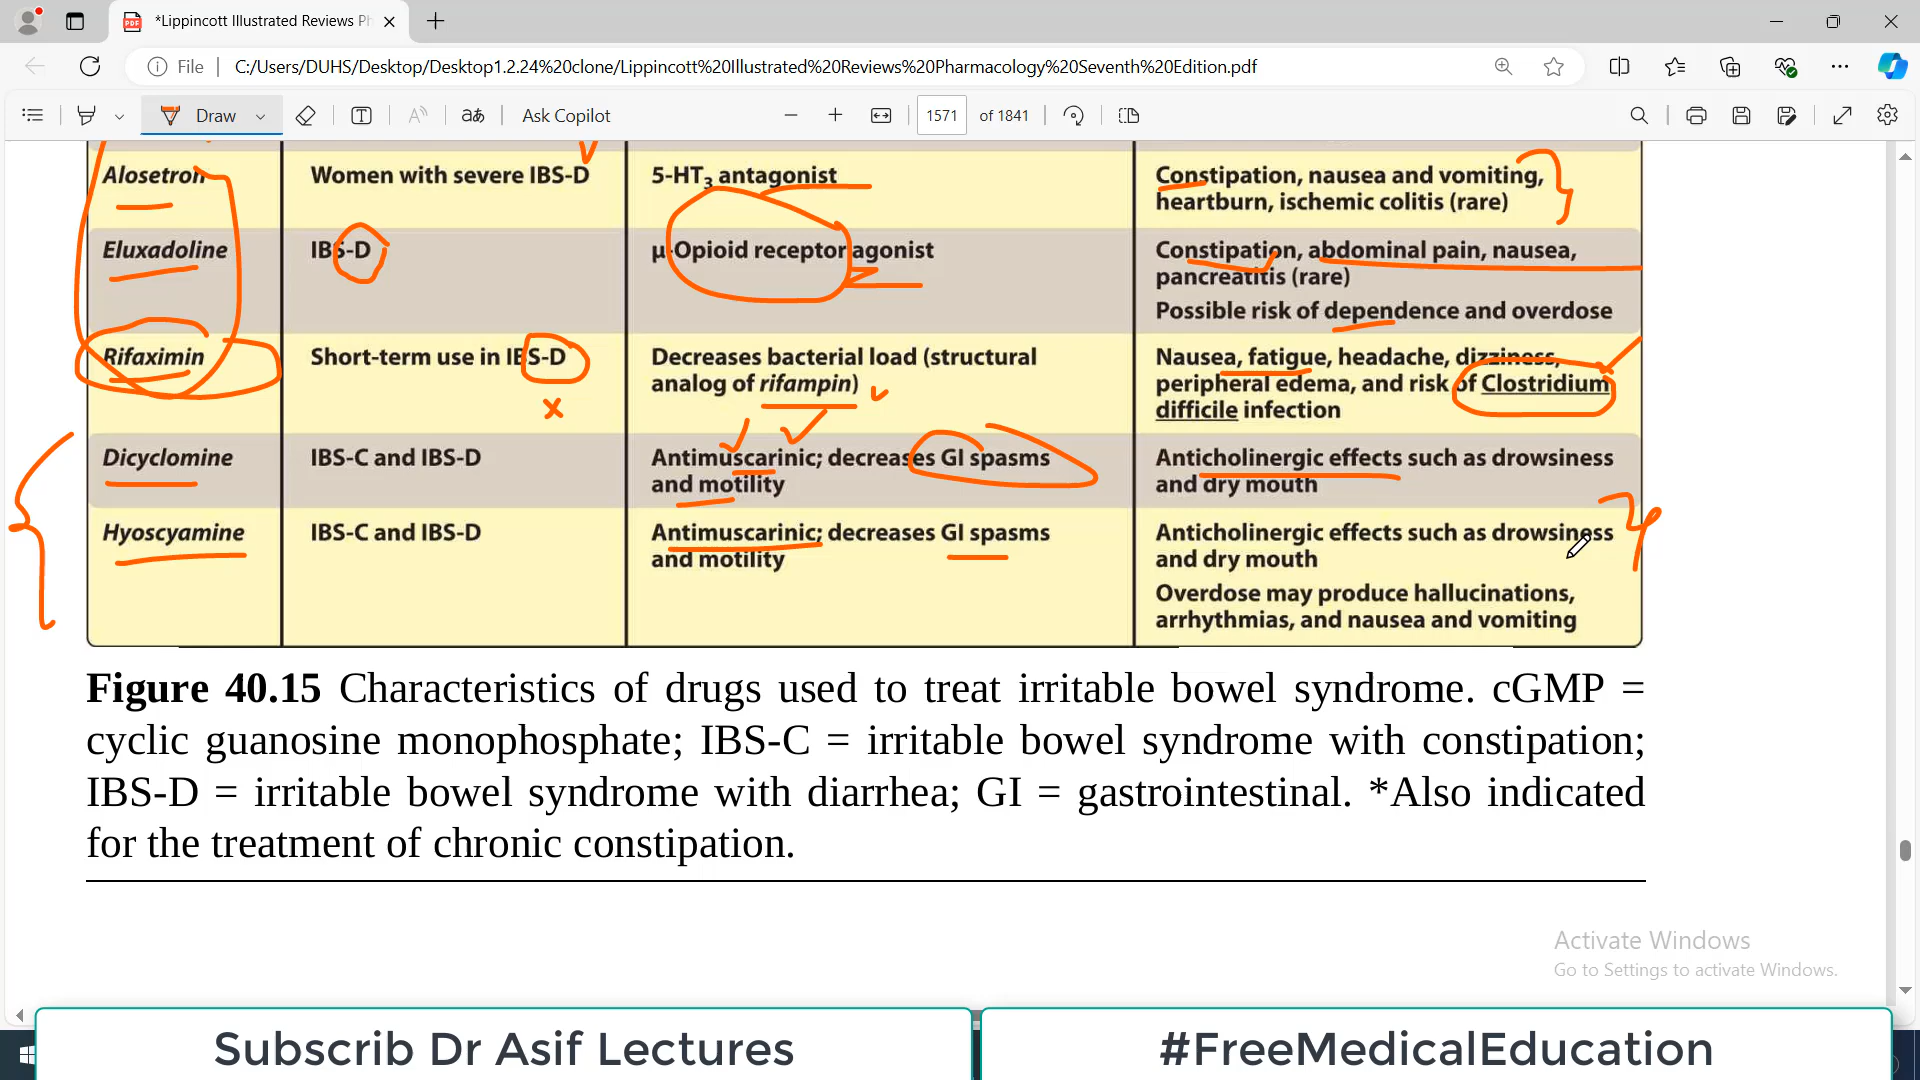 *Lippincott Illustrated Reviews Ph
File
C:/Users/DUHS/Desktop/Desktop1.2.24%20clone/Lippincott%20Illustrated%20Reviews%20Pharmacology%20Seventh%20Edition.pdf
Draw
Ask Copilot
1571 of 1841
Alosetron
Women with severe IBS-D
5-HT3 antagonist
Constipation, nausea and vomiting,
heartburn, ischemic colitis (rare)
Eluxadoline
IBS-D
µ-Opioid receptor agonist
Constipation, abdominal pain, nausea,
pancreatitis (rare)
Possible risk of dependence and overdose
Rifaximin
Short-term use in IBS-D
Decreases bacterial load (structural
analog of rifampin)
Nausea, fatigue, headache, dizziness,
peripheral edema, and risk of Clostridium
difficile infection
Dicyclomine
IBS-C and IBS-D
Antimuscarinic; decreases GI spasms
and motility
Anticholinergic effects such as drowsiness
and dry mouth
Hyoscyamine
IBS-C and IBS-D
Antimuscarinic; decreases GI spasms
and motility
Anticholinergic effects such as drowsiness
and dry mouth
Overdose may produce hallucinations,
arrhythmias, and nausea and vomiting
Figure 40.15 Characteristics of drugs used to treat irritable bowel syndrome. cGMP =
cyclic guanosine monophosphate; IBS-C = irritable bowel syndrome with constipation;
IBS-D = irritable bowel syndrome with diarrhea; GI = gastrointestinal. *Also indicated
for the treatment of chronic constipation.
Activate Windows
Go to Settings to activate Windows.
Subscrib Dr Asif Lectures
#FreeMedicalEducation